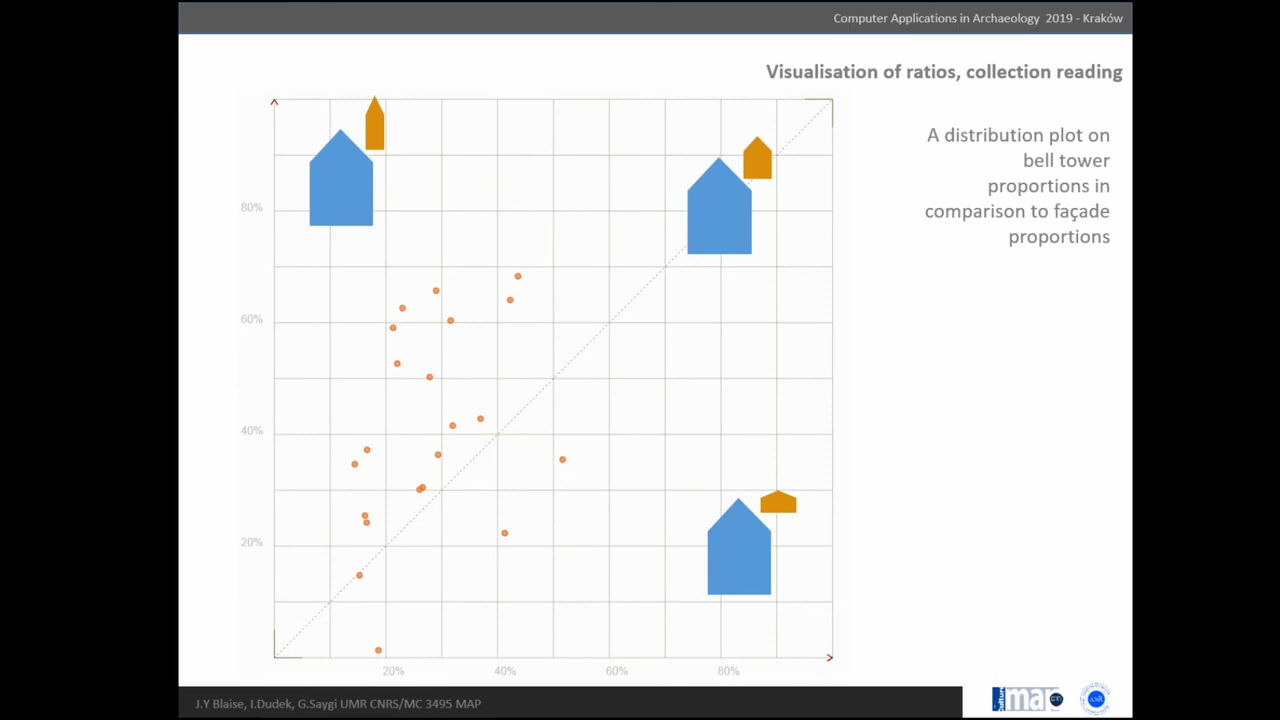 Computer Applications in Archaeology 2019 - Kraków
Visualisation of ratios, collection reading
A distribution plot on
bell tower
proportions in
comparison to façade
proportions
80%
60%
40%
20%
20%
40%
60%
80%
J.Y Blaise, I.Dudek, G.Saygi UMR CNRS/MC 3495 MAP
map